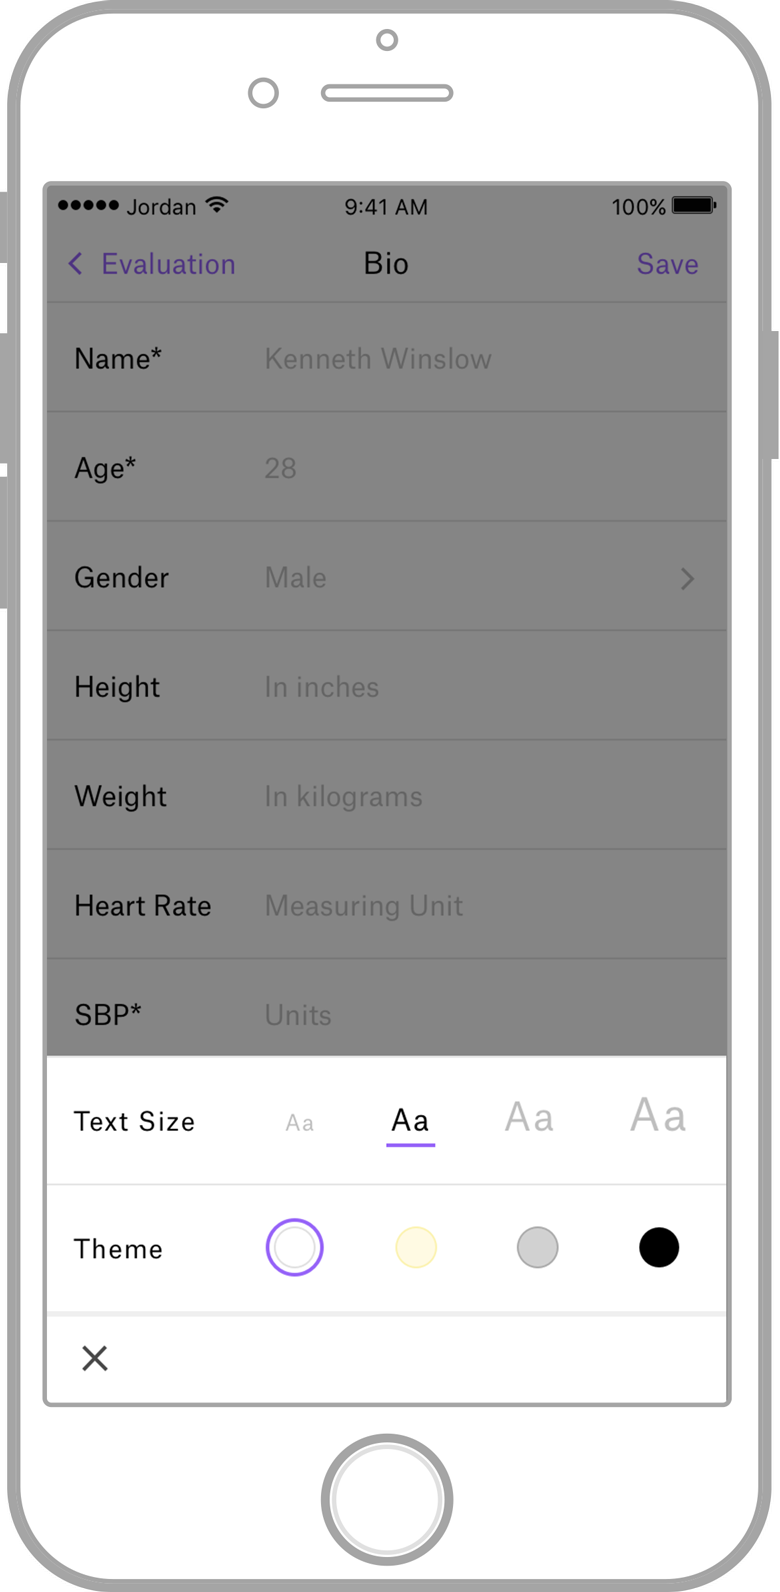 Jordan 9:41 AM 100%
Evaluation Bio Save
Name* Kenneth Winslow
Age* 28
Gender Male
Height In inches
Weight In kilograms
Heart Rate Measuring Unit
SBP* Units
Text Size Aa Aa Aa Aa
Theme